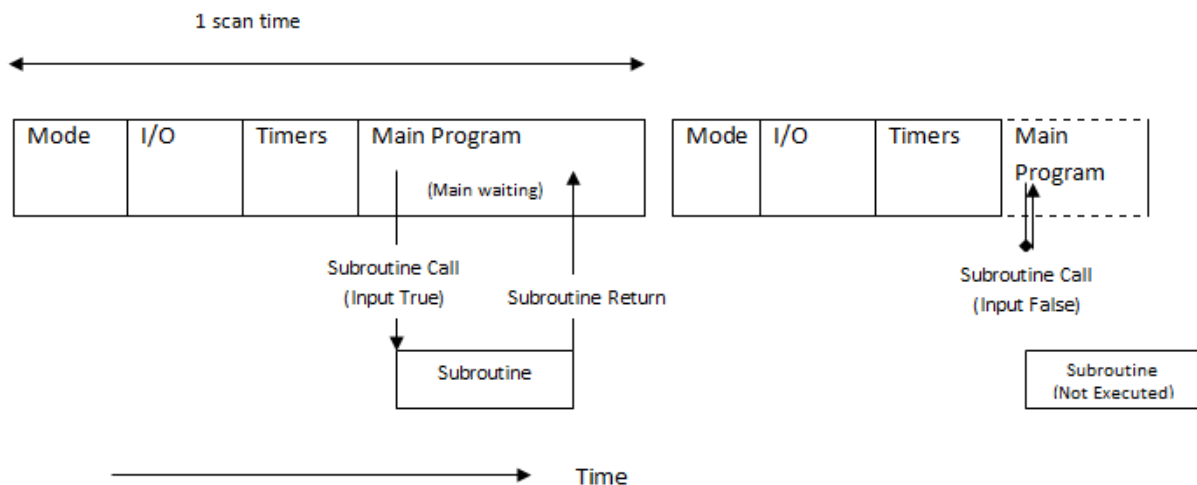 1 scan time
Mode
I/O
Timers
Main Program
(Main waiting)
Mode
I/O
Timers
Main
Program
Subroutine Call
(Input True)
Subroutine Return
Subroutine Call
(Input False)
Subroutine
Subroutine
(Not Executed)
Time